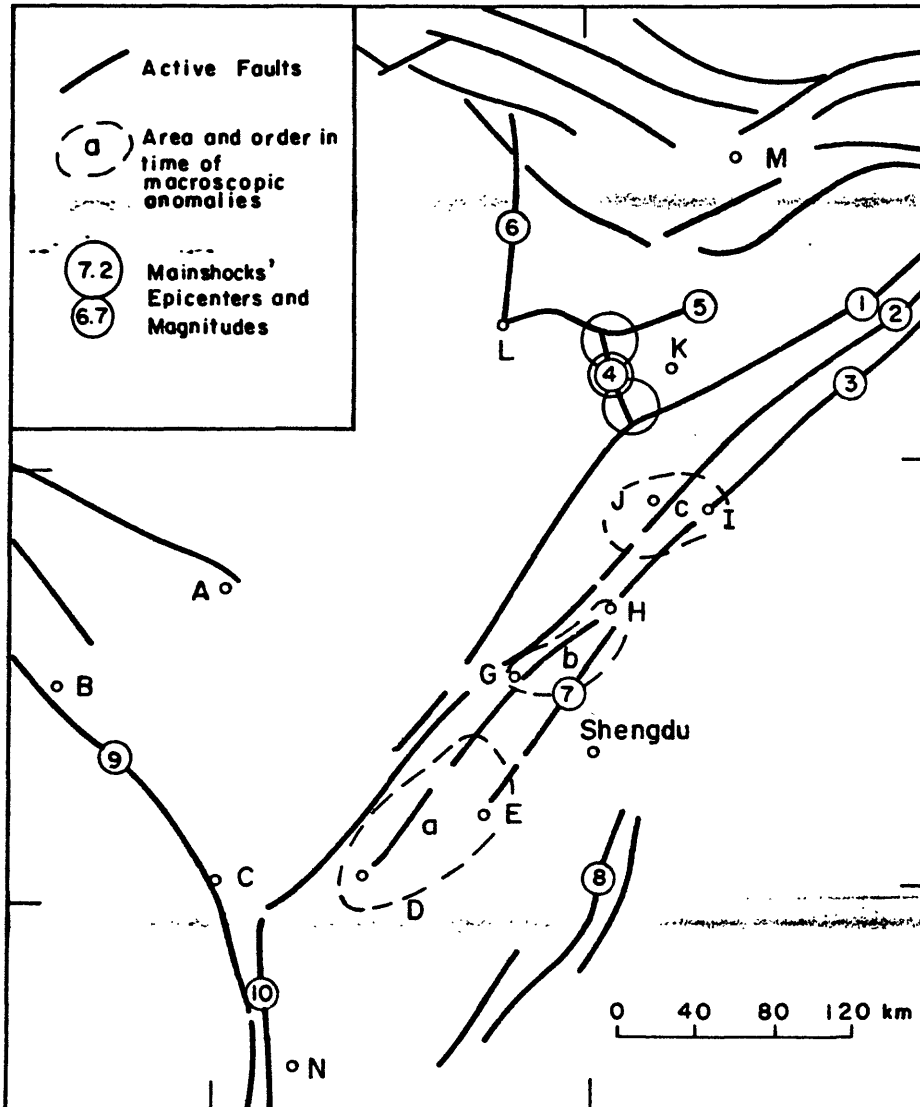 Active Faults
a
Area and order in
time of
macroscopic
anomalies
7.2
6.7
Mainshocks'
Epicenters and
Magnitudes
M
6
5
1
2
L
K
3
4
J
c
I
A
H
b
G
B
7
Shengdu
9
E
a
C
8
D
10
0 40 80 120 km
N